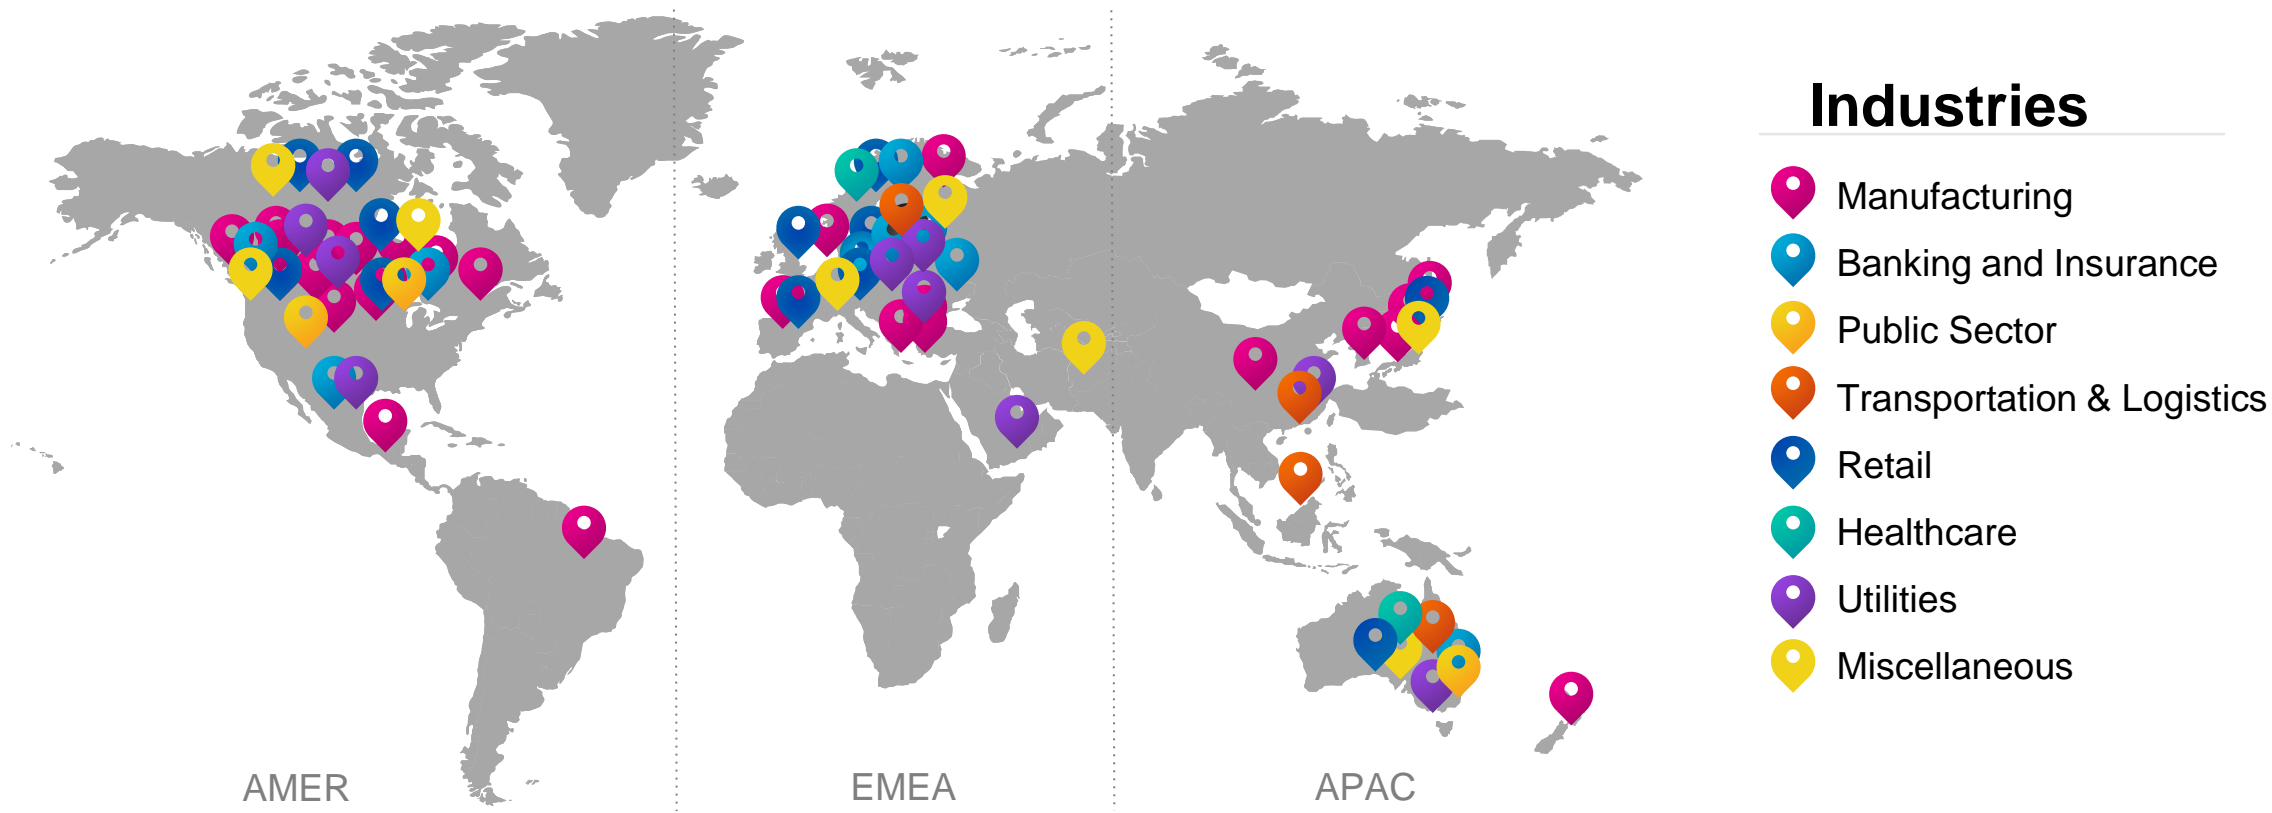 Industries
Manufacturing
Banking and Insurance
Public Sector
Transportation & Logistics
Retail
Healthcare
Utilities
Miscellaneous
AMER
EMEA
APAC